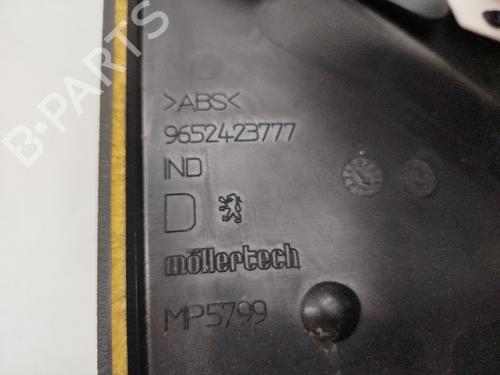 >ABS<
9652423777
IND
D
möllertech
MP5799
B-PARTS